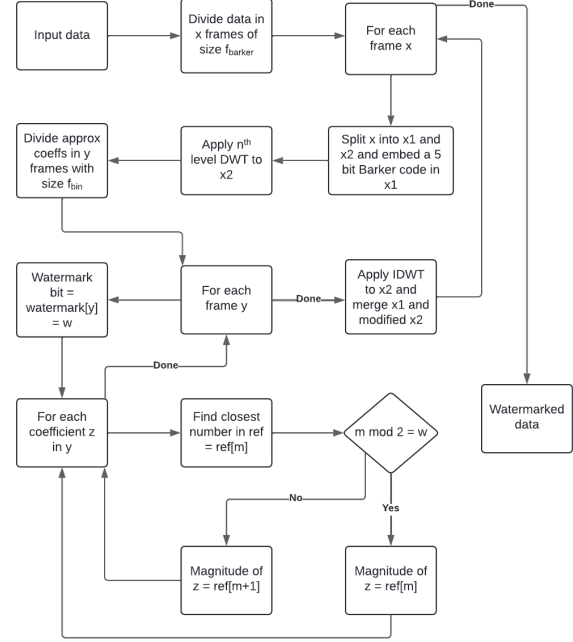 Input data
Divide data in
x frames of
size fbarker
For each
frame x
Done
Divide approx
coeffs in y
frames with
size fbin
Apply nth
level DWT to
x2
Split x into x1 and
x2 and embed a 5
bit Barker code in
x1
Watermark
bit =
watermark[y]
= w
For each
frame y
Done
Apply IDWT
to x2 and
merge x1 and
modified x2
Done
For each
coefficient z
in y
Find closest
number in ref
= ref[m]
m mod 2 = w
Watermarked
data
No
Yes
Magnitude of
z = ref[m+1]
Magnitude of
z = ref[m]